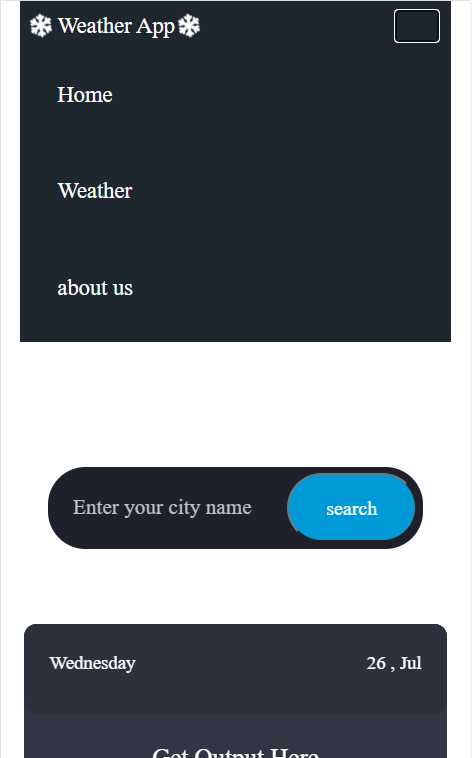 ❄ Weather App ❄
Home
Weather
about us
Enter your city name
search
Wednesday
26 , Jul
Get Output Here